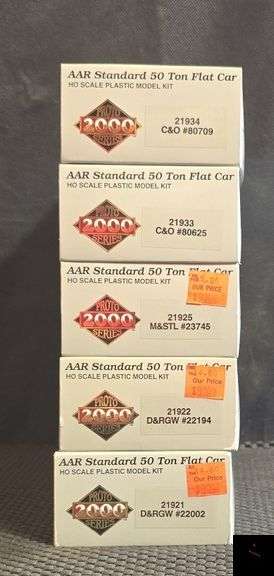 AAR Standard 50 Ton Flat Car
HO SCALE PLASTIC MODEL KIT
PROTO
2000
SERIES
21934
C&O #80709
AAR Standard 50 Ton Flat Car
HO SCALE PLASTIC MODEL KIT
PROTO
2000
SERIES
21933
C&O #80625
AAR Standard 50 Ton Flat Car
HO SCALE PLASTIC MODEL KIT
PROTO
2000
SERIES
OUR PRICE
21925
M&STL #23745
AAR Standard 50 Ton Flat Car
HO SCALE PLASTIC MODEL KIT
PROTO
2000
SERIES
Our Price
21922
D&RGW #22194
AAR Standard 50 Ton Flat Car
HO SCALE PLASTIC MODEL KIT
PROTO
2000
SERIES
Our Price
21921
D&RGW #22002